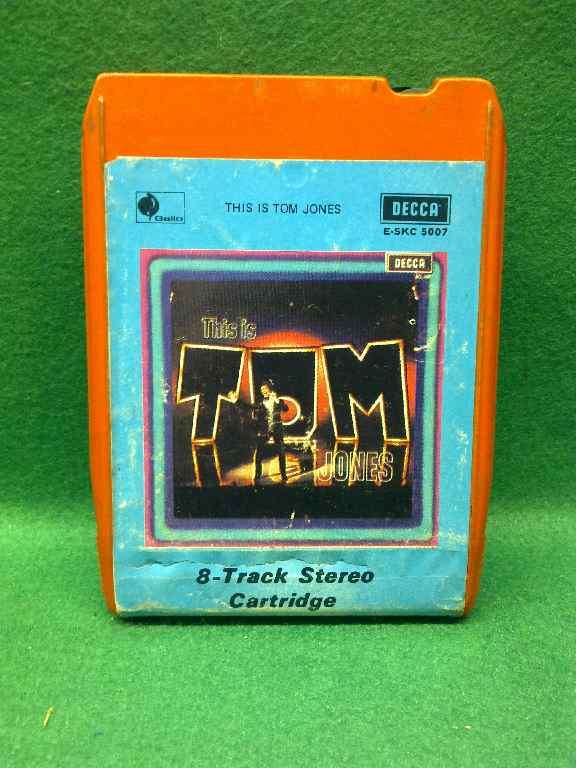 Gallo
THIS IS TOM JONES
DECCA
E-SKC 5007
DECCA
This is
TOM
JONES
8-Track Stereo
Cartridge